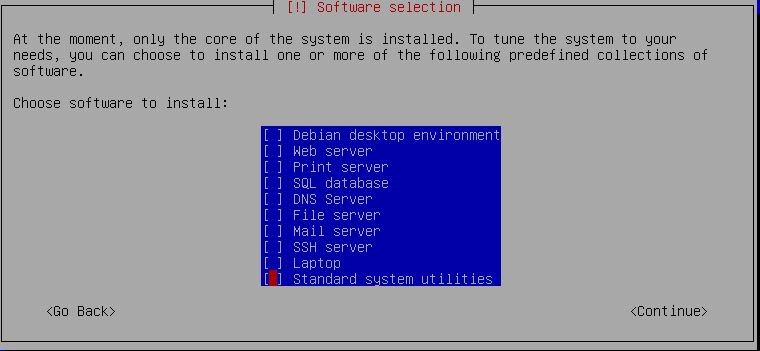 [!] Software selection
At the moment, only the core of the system is installed. To tune the system to your
needs, you can choose to install one or more of the following predefined collections of
software.
Choose software to install:
[ ] Debian desktop environment
[ ] Web server
[ ] Print server
[ ] SQL database
[ ] DNS Server
[ ] File server
[ ] Mail server
[ ] SSH server
[ ] Laptop
[ ] Standard system utilities
<Go Back> <Continue>